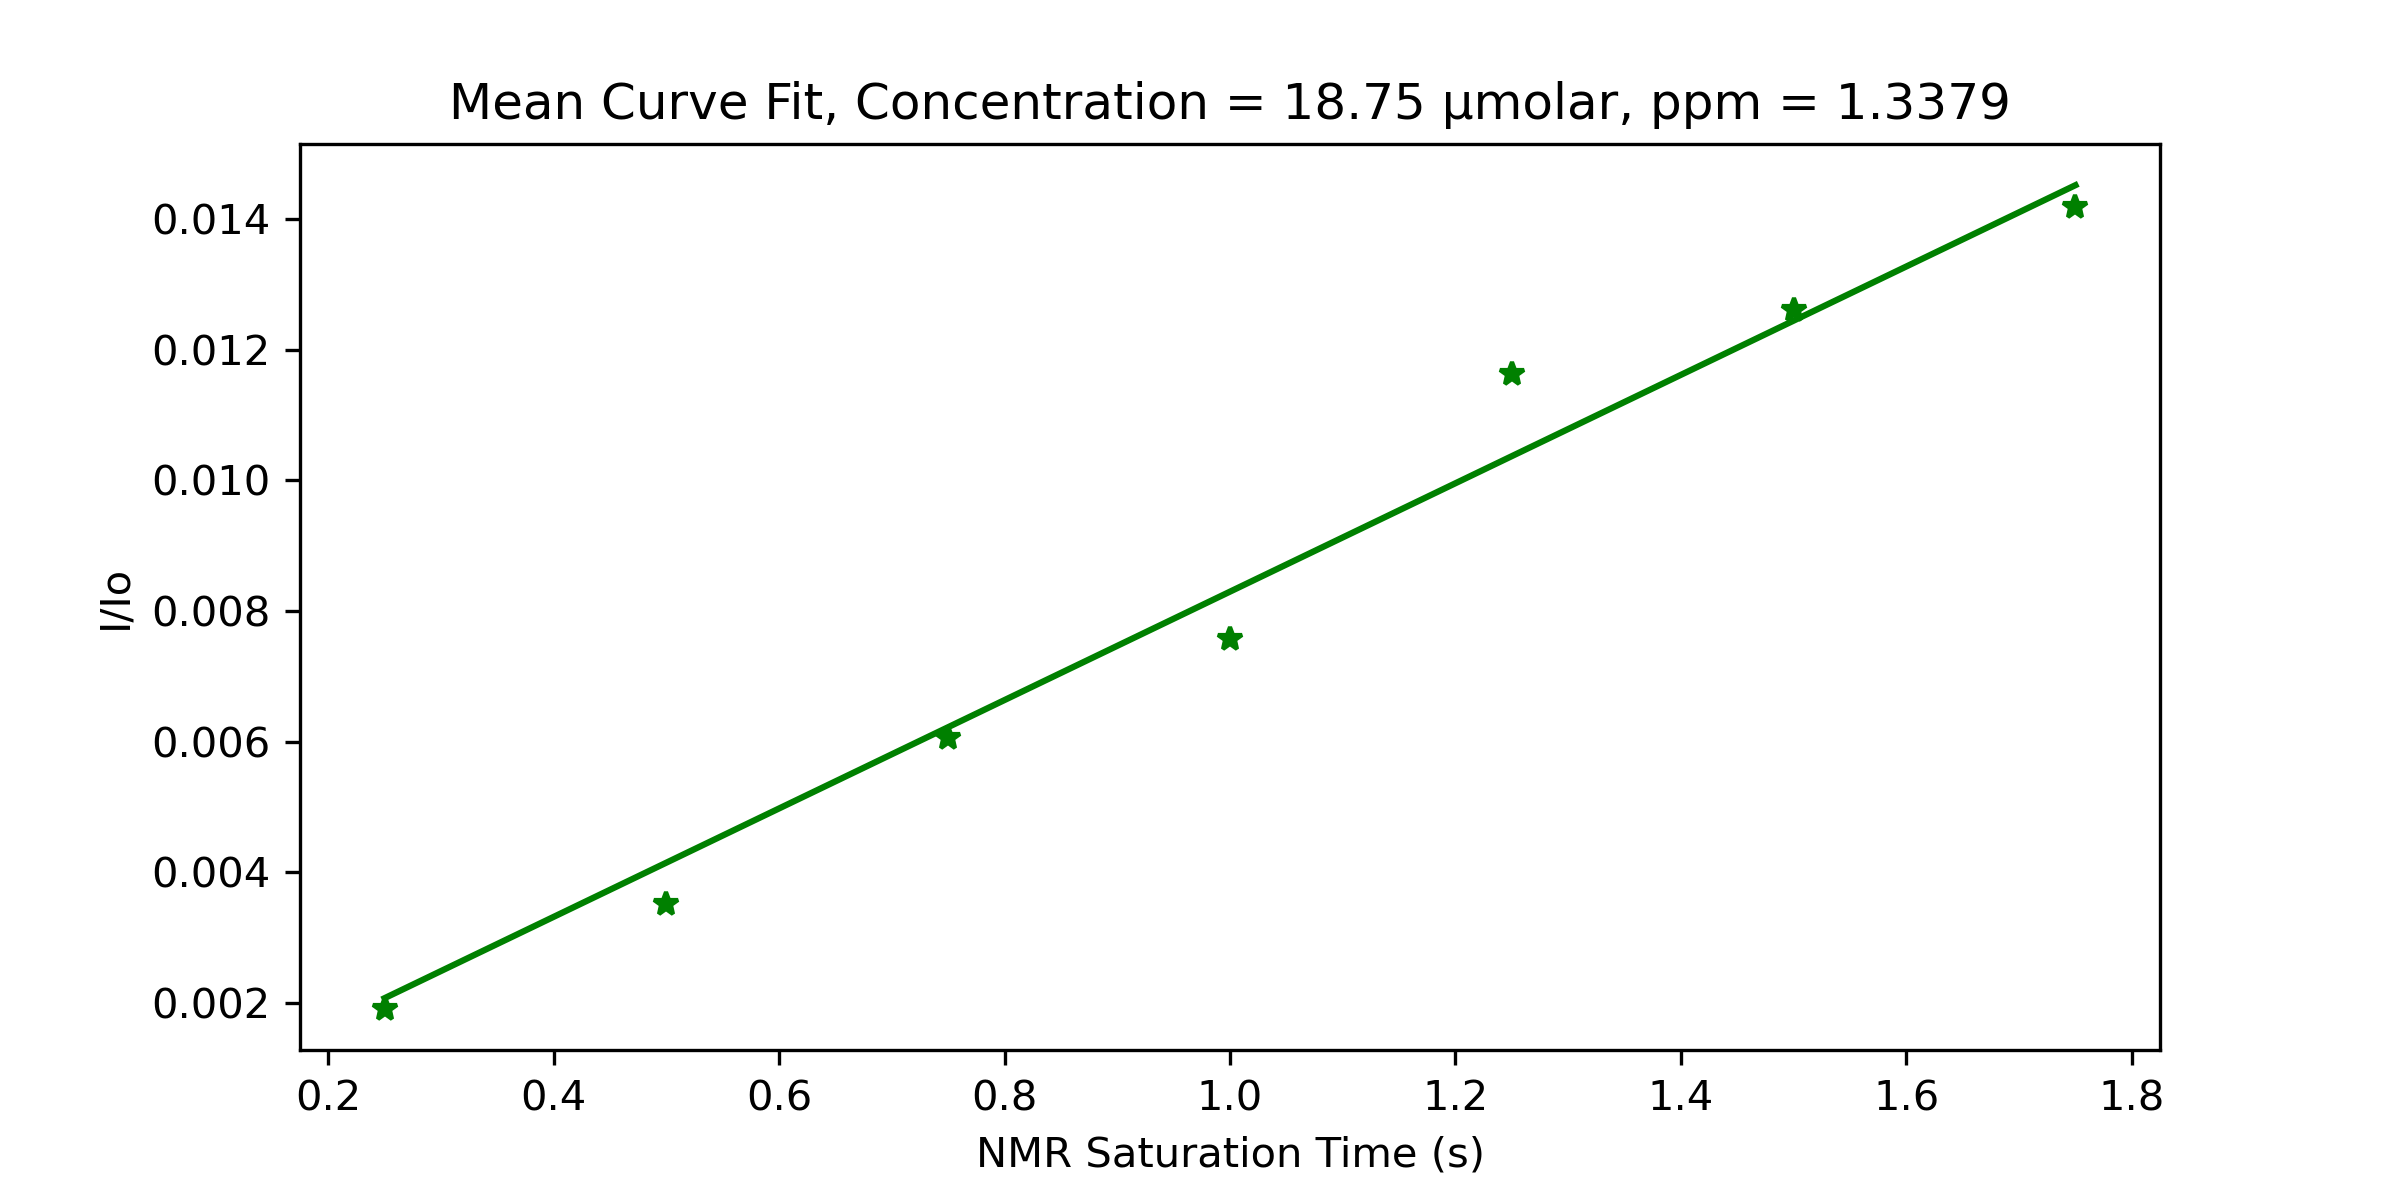 Mean Curve Fit, Concentration = 18.75 µmolar, ppm = 1.3379
I/Io
0.014
0.012
0.010
0.008
0.006
0.004
0.002
0.2 0.4 0.6 0.8 1.0 1.2 1.4 1.6 1.8
NMR Saturation Time (s)